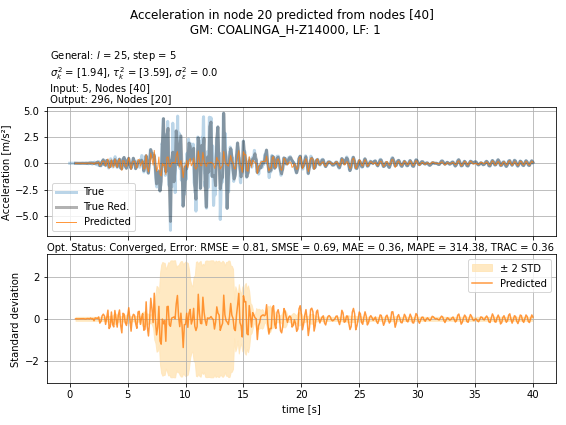 Acceleration in node 20 predicted from nodes [40]
GM: COALINGA_H-Z14000, LF: 1
General: l = 25, step = 5
σ²ₖ = [1.94], τ²ₖ = [3.59], σ²ε = 0.0
Input: 5, Nodes [40]
Output: 296, Nodes [20]
Acceleration [m/s²]
5.0
2.5
0.0
−2.5
−5.0
True
True Red.
Predicted
Opt. Status: Converged, Error: RMSE = 0.81, SMSE = 0.69, MAE = 0.36, MAPE = 314.38, TRAC = 0.36
Standard deviation
2
0
−2
± 2 STD
Predicted
0 5 10 15 20 25 30 35 40
time [s]